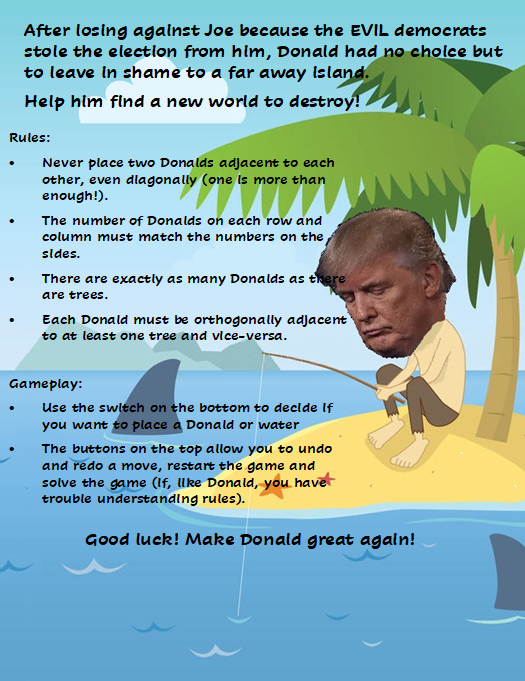 After losing against Joe because the EVIL democrats
stole the election from him, Donald had no choice but
to leave in shame to a far away island.
Help him find a new world to destroy!
Rules:
• Never place two Donalds adjacent to each
other, even diagonally (one is more than
enough!).
• The number of Donalds on each row and
column must match the numbers on the
sides.
• There are exactly as many Donalds as there
are trees.
• Each Donald must be orthogonally adjacent
to at least one tree and vice-versa.
Gameplay:
• Use the switch on the bottom to decide if
you want to place a Donald or water
• The buttons on the top allow you to undo
and redo a move, restart the game and
solve the game (if, like Donald, you have
trouble understanding rules).
Good luck! Make Donald great again!